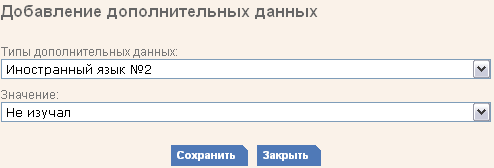 Добавление дополнительных данных
Типы дополнительных данных:
Иностранный язык №2
Значение:
Не изучал
Сохранить Закрыть